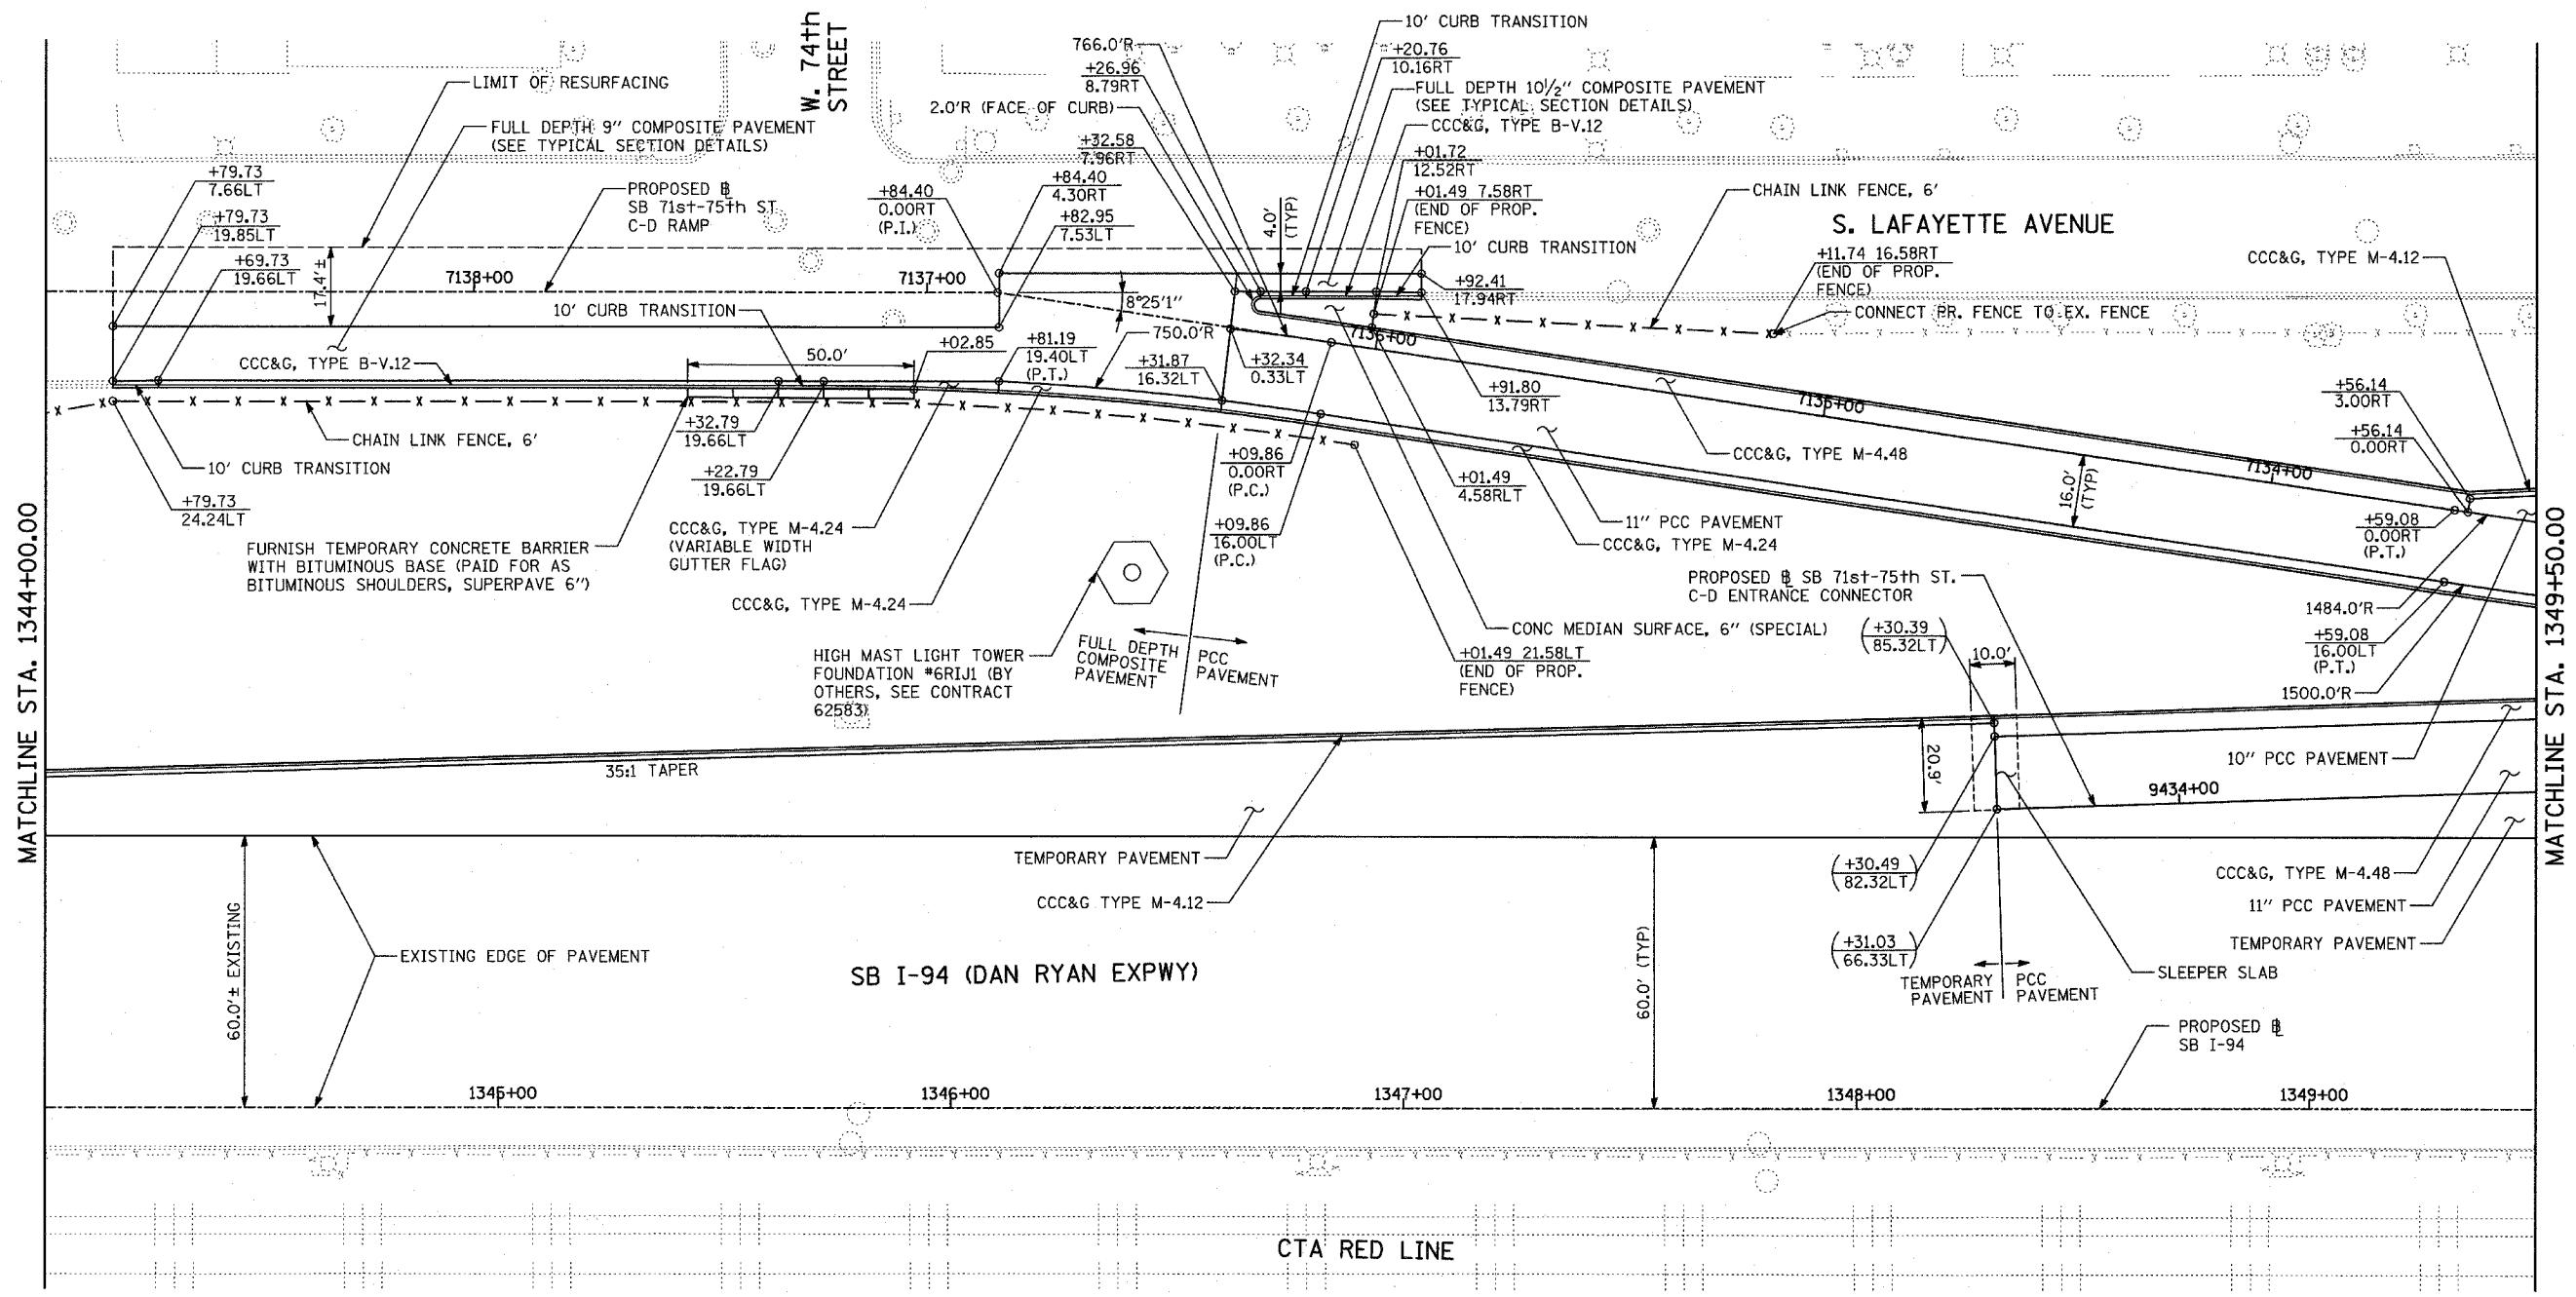 W. 74th
STREET
10' CURB TRANSITION
766.0'R
+20.76
10.16RT
+26.96
8.79RT
LIMIT OF RESURFACING
FULL DEPTH 10½" COMPOSITE PAVEMENT
(SEE TYPICAL SECTION DETAILS)
2.0'R (FACE OF CURB)
FULL DEPTH 9" COMPOSITE PAVEMENT
(SEE TYPICAL SECTION DETAILS)
CCC&G, TYPE B-V.12
+32.58
7.96RT
+01.72
12.52RT
+79.73
7.66LT
PROPOSED ℄
SB 71st-75th ST.
C-D RAMP
+84.40
0.00RT
(P.I.)
+84.40
4.30RT
+01.49 7.58RT
(END OF PROP.
FENCE)
CHAIN LINK FENCE, 6'
S. LAFAYETTE AVENUE
+79.73
19.85LT
+82.95
7.53LT
4.0'
(TYP)
10' CURB TRANSITION
+11.74 16.58RT
(END OF PROP.
FENCE)
CCC&G, TYPE M-4.12
+69.73
19.66LT
17.4'±
7138+00
7137+00
8°25'1"
+92.41
17.94RT
10' CURB TRANSITION
CONNECT PR. FENCE TO EX. FENCE
7136+00
CCC&G, TYPE B-V.12
50.0'
+02.85
+81.19
19.40LT
(P.T.)
750.0'R
+31.87
16.32LT
+32.34
0.33LT
+91.80
13.79RT
7135+00
+56.14
3.00RT
+32.79
19.66LT
CHAIN LINK FENCE, 6'
10' CURB TRANSITION
+22.79
19.66LT
+09.86
0.00RT
(P.C.)
+01.49
4.58RLT
CCC&G, TYPE M-4.48
+56.14
0.00RT
7134+00
16.0'
(TYP)
+79.73
24.24LT
FURNISH TEMPORARY CONCRETE BARRIER
WITH BITUMINOUS BASE (PAID FOR AS
BITUMINOUS SHOULDERS, SUPERPAVE 6")
CCC&G, TYPE M-4.24
(VARIABLE WIDTH
GUTTER FLAG)
CCC&G, TYPE M-4.24
+09.86
16.00LT
(P.C.)
11" PCC PAVEMENT
CCC&G, TYPE M-4.24
+59.08
0.00RT
(P.T.)
PROPOSED ℄ SB 71st-75th ST.
C-D ENTRANCE CONNECTOR
1484.0'R
CONC MEDIAN SURFACE, 6" (SPECIAL)
+30.39
85.32LT
+59.08
16.00LT
(P.T.)
1500.0'R
HIGH MAST LIGHT TOWER
FOUNDATION #6RIJ1 (BY
OTHERS, SEE CONTRACT
62583)
FULL DEPTH
COMPOSITE
PAVEMENT
PCC
PAVEMENT
+01.49 21.58LT
(END OF PROP.
FENCE)
10.0'
MATCHLINE STA. 1344+00.00
MATCHLINE STA. 1349+50.00
35:1 TAPER
20.9'
10" PCC PAVEMENT
9434+00
TEMPORARY PAVEMENT
CCC&G TYPE M-4.12
+30.49
82.32LT
CCC&G, TYPE M-4.48
11" PCC PAVEMENT
TEMPORARY PAVEMENT
60.0'± EXISTING
EXISTING EDGE OF PAVEMENT
SB I-94 (DAN RYAN EXPWY)
60.0' (TYP)
+31.03
66.33LT
TEMPORARY
PAVEMENT
PCC
PAVEMENT
SLEEPER SLAB
PROPOSED ℄
SB I-94
1345+00
1346+00
1347+00
1348+00
1349+00
CTA RED LINE